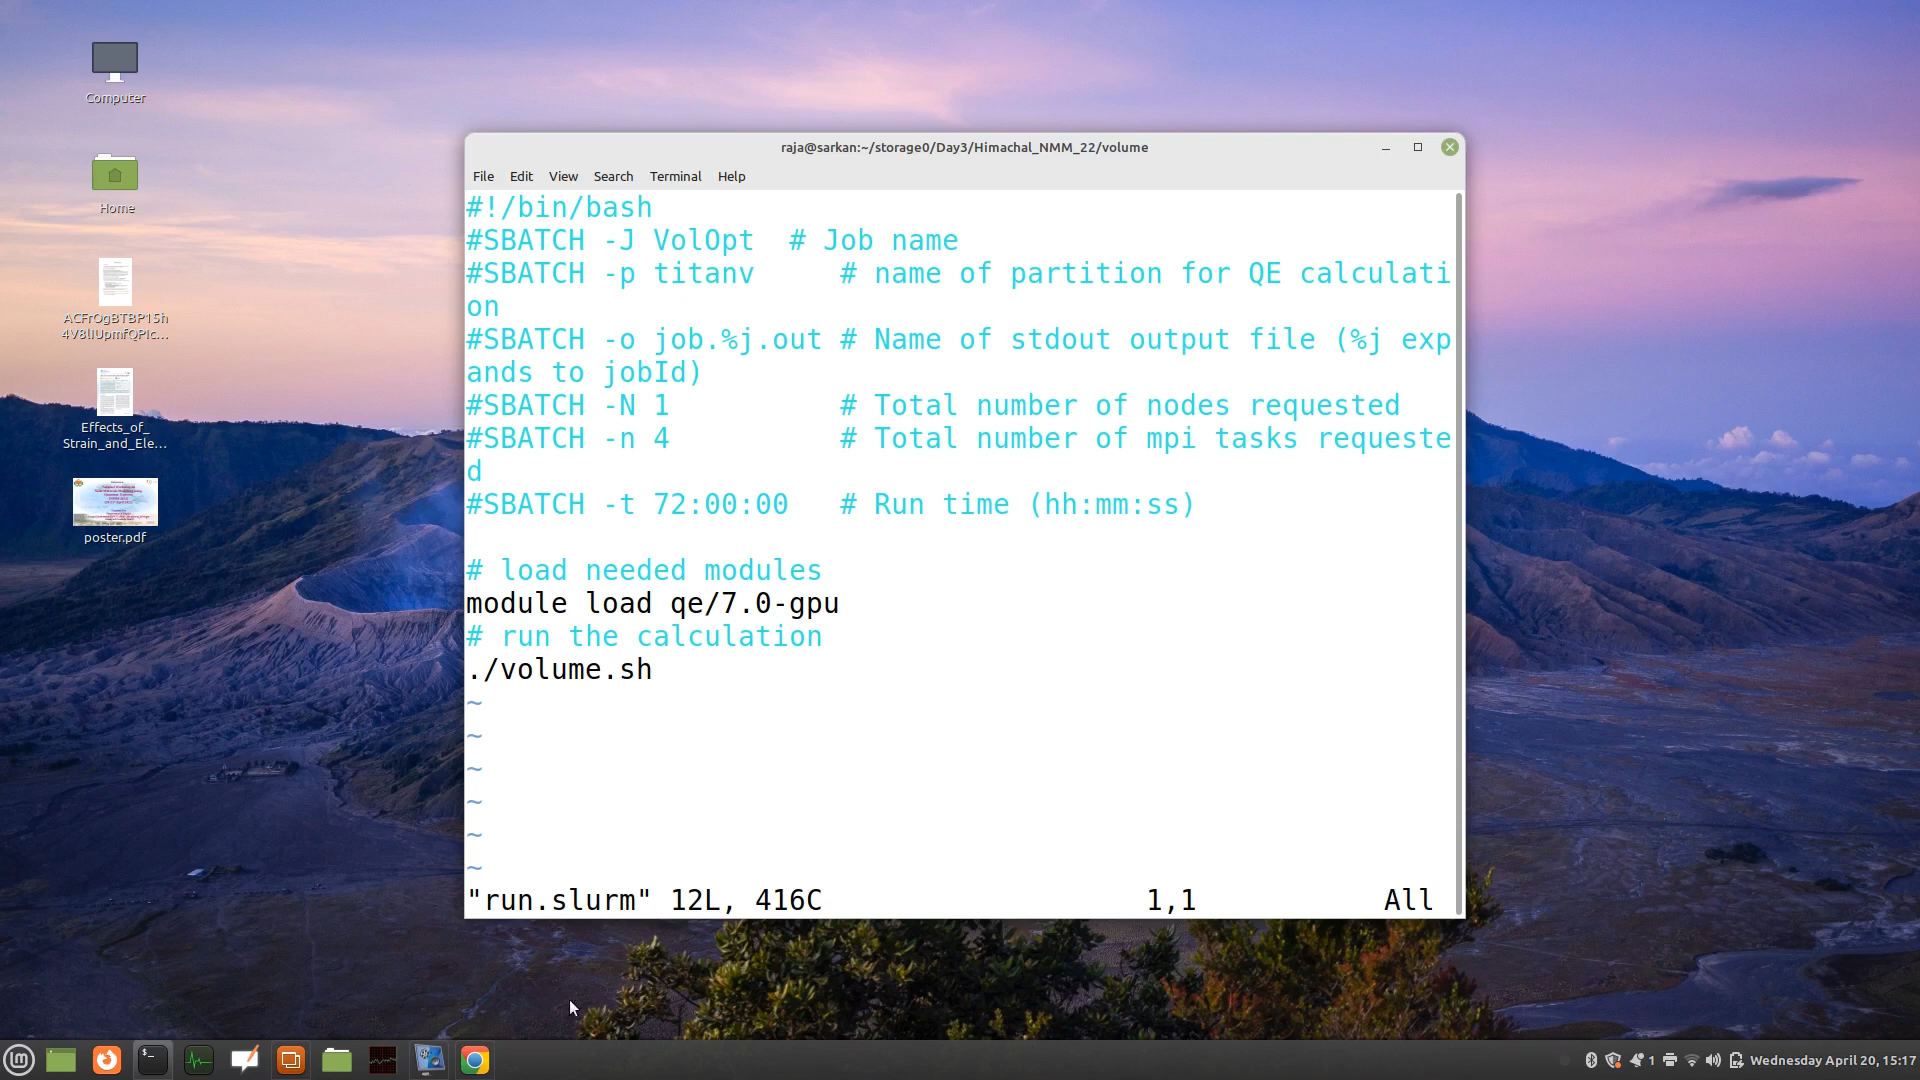 Computer
Home
ACFrOgBTBP15h
4V8liUpmfQPIc...
Effects_of_
Strain_and_Ele...
poster.pdf
raja@sarkan:~/storage0/Day3/Himachal_NMM_22/volume
File Edit View Search Terminal Help
#!/bin/bash
#SBATCH -J VolOpt  # Job name
#SBATCH -p titanv     # name of partition for QE calculati
on
#SBATCH -o job.%j.out # Name of stdout output file (%j exp
ands to jobId)
#SBATCH -N 1          # Total number of nodes requested
#SBATCH -n 4          # Total number of mpi tasks requeste
d
#SBATCH -t 72:00:00   # Run time (hh:mm:ss)
# load needed modules
module load qe/7.0-gpu
# run the calculation
./volume.sh
~
~
~
~
~
~
"run.slurm" 12L, 416C 1,1 All
1 Wednesday April 20, 15:17